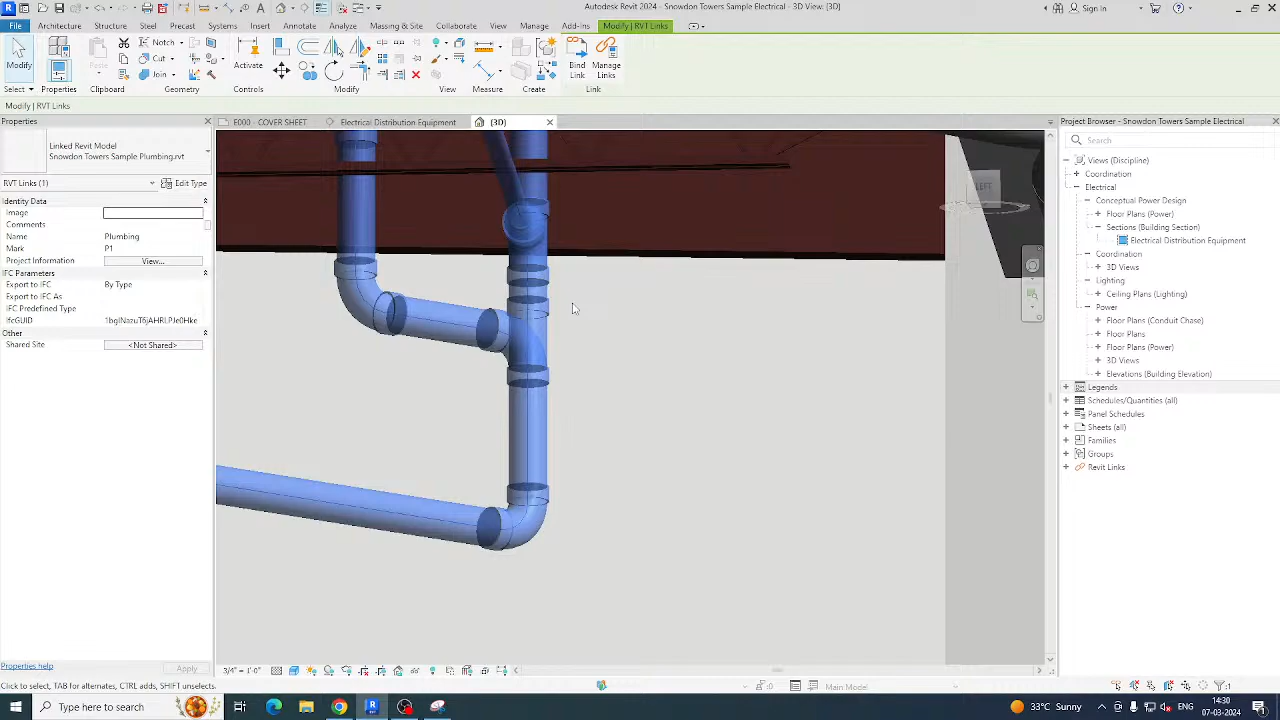 Autodesk Revit 2024 - Snowdon Towers Sample Electrical - 3D View: {3D}
Sign In
File
Architecture
Structure
Steel
Precast
Systems
Insert
Annotate
Analyze
Massing & Site
Collaborate
View
Manage
Add-Ins
Modify | RVT Links
Modify
Properties
Paste
Cope
Cut
Join
Activate
Bind Link
Manage Links
Select
Properties
Clipboard
Geometry
Controls
Modify
View
Measure
Create
Link
Modify | RVT Links
Properties
E000 - COVER SHEET
Electrical Distribution Equipment
{3D}
Project Browser - Snowdon Towers Sample Electrical
Linked Revit Model
Snowdon Towers Sample Plumbing.rvt
RVT Links (1)
Edit Type
Identity Data
Image
Comments
Name Plumbing
Mark P1
Project Information View...
IFC Parameters
Export to IFC By Type
Export to IFC As
IFC Predefined Type
IfcGUID
Other
Shared Site <Not Shared>
LEFT
Search
Views (Discipline)
Coordination
Electrical
Conceptual Power Design
Floor Plans (Power)
Sections (Building Section)
Electrical Distribution Equipment
Coordination
3D Views
Lighting
Ceiling Plans (Lighting)
Power
Floor Plans (Conduit Chase)
Floor Plans
Floor Plans (Power)
3D Views
Elevations (Building Elevation)
Legends
Schedules/Quantities (all)
Panel Schedules
Sheets (all)
Families
Groups
Revit Links
Properties help
Apply
3/4" = 1'-0"
Click to select, TAB for alternates, CTRL adds, SHIFT unselects.
:0
Main Model
:1
Type here to search
33°C Sunny
ENG
14:30
07-03-2024